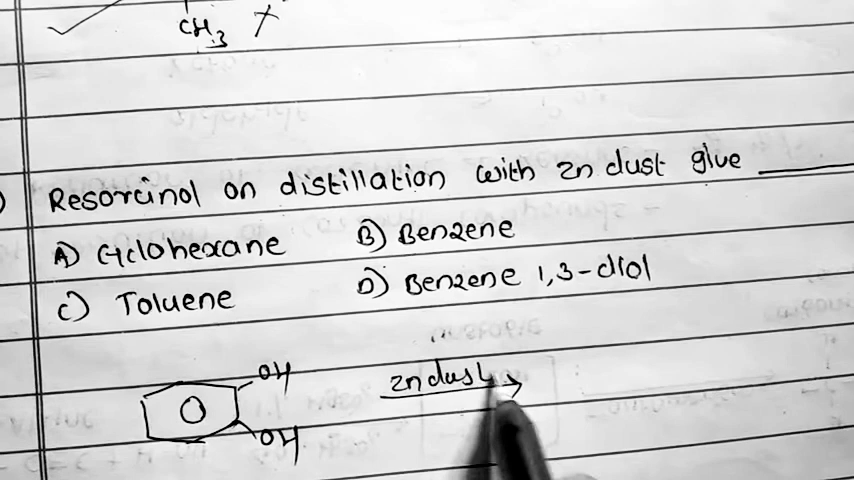 CH3
) Resorcinol on distillation with zn dust give ____
A) Cyclohexane B) Benzene
C) Toluene D) Benzene 1,3-diol
OH
zn dust
OH